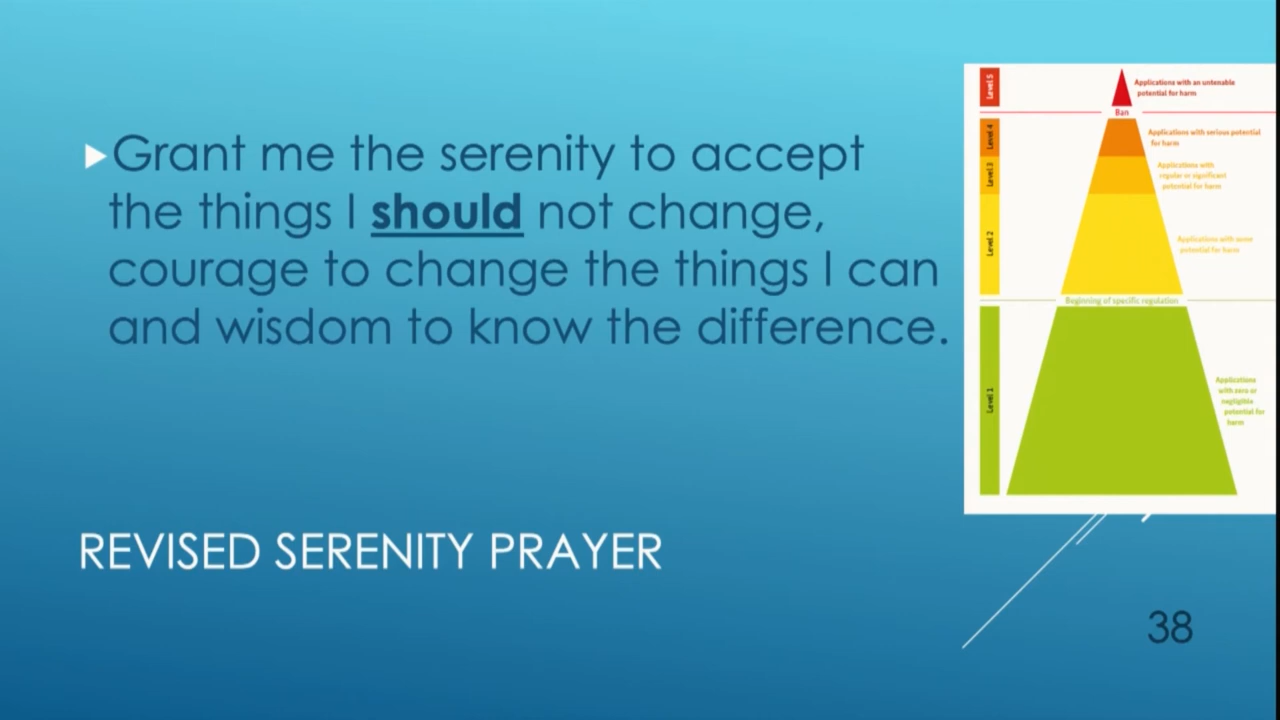 Grant me the serenity to accept
the things I should not change,
courage to change the things I can
and wisdom to know the difference.
REVISED SERENITY PRAYER
38
Level 5
Applications with an untenable
potential for harm
Ban
Level 4
Applications with serious potential
for harm
Level 3
Applications with
regular or significant
potential for harm
Level 2
Applications with some
potential for harm
Beginning of specific regulation
Level 1
Applications
with zero or
negligible
potential for
harm